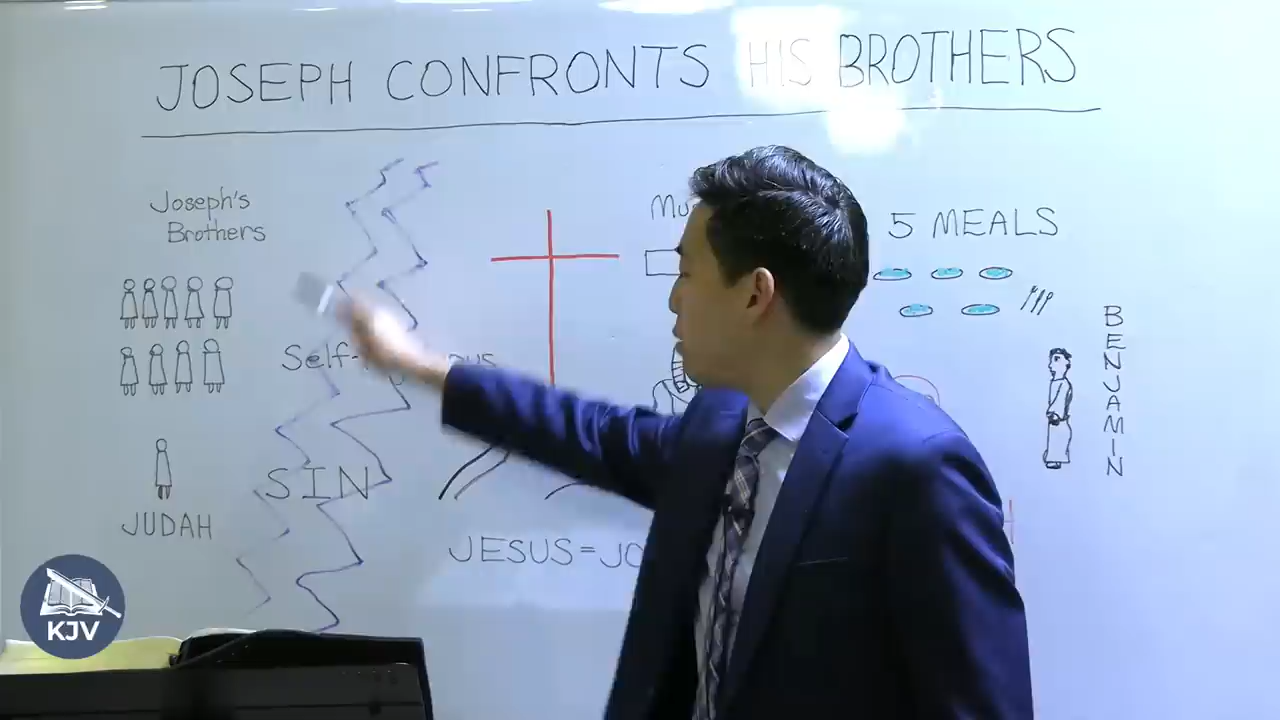 JOSEPH CONFRONTS HIS BROTHERS
Joseph's
Brothers
5 MEALS
BENJAMIN
SIN
JUDAH
KJV